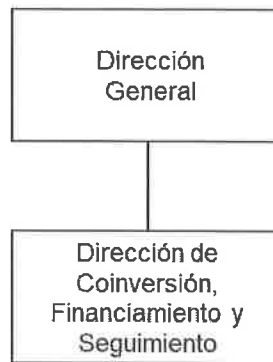 Dirección
General
Dirección de
Coinversión,
Financiamiento y
Seguimiento